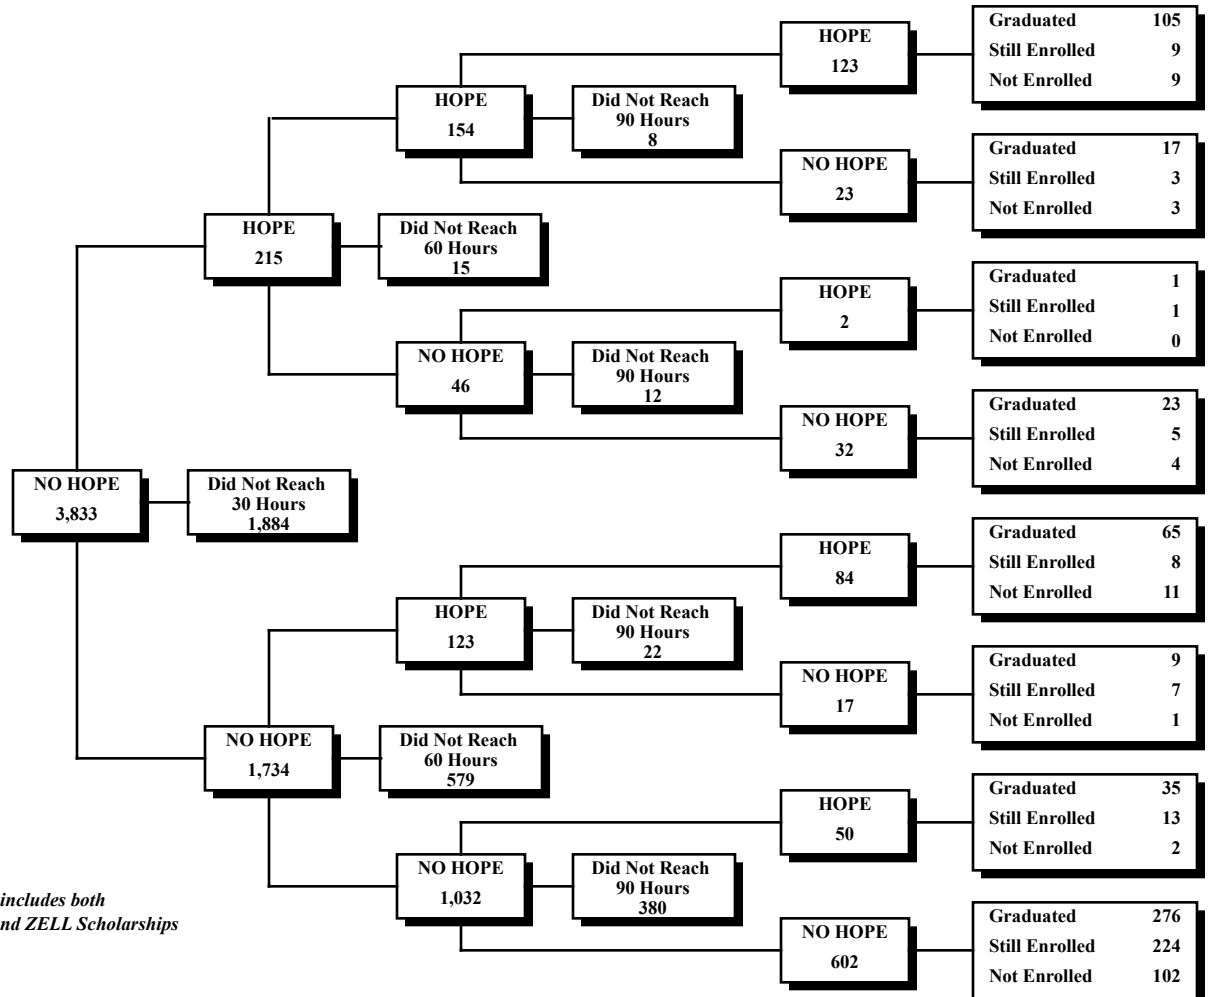 HOPE
123
Graduated 105
Still Enrolled 9
Not Enrolled 9
HOPE
154
Did Not Reach
90 Hours
8
NO HOPE
23
Graduated 17
Still Enrolled 3
Not Enrolled 3
HOPE
215
Did Not Reach
60 Hours
15
HOPE
2
Graduated 1
Still Enrolled 1
Not Enrolled 0
NO HOPE
46
Did Not Reach
90 Hours
12
NO HOPE
32
Graduated 23
Still Enrolled 5
Not Enrolled 4
NO HOPE
3,833
Did Not Reach
30 Hours
1,884
HOPE
84
Graduated 65
Still Enrolled 8
Not Enrolled 11
HOPE
123
Did Not Reach
90 Hours
22
NO HOPE
17
Graduated 9
Still Enrolled 7
Not Enrolled 1
NO HOPE
1,734
Did Not Reach
60 Hours
579
HOPE
50
Graduated 35
Still Enrolled 13
Not Enrolled 2
NO HOPE
1,032
Did Not Reach
90 Hours
380
NO HOPE
602
Graduated 276
Still Enrolled 224
Not Enrolled 102
includes both
nd ZELL Scholarships